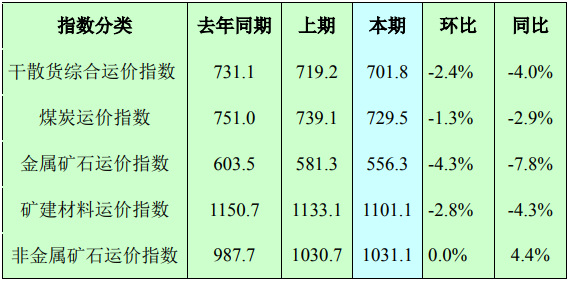 指数分类 去年同期 上期 本期 环比 同比
干散货综合运价指数 731.1 719.2 701.8 -2.4% -4.0%
煤炭运价指数 751.0 739.1 729.5 -1.3% -2.9%
金属矿石运价指数 603.5 581.3 556.3 -4.3% -7.8%
矿建材料运价指数 1150.7 1133.1 1101.1 -2.8% -4.3%
非金属矿石运价指数 987.7 1030.7 1031.1 0.0% 4.4%